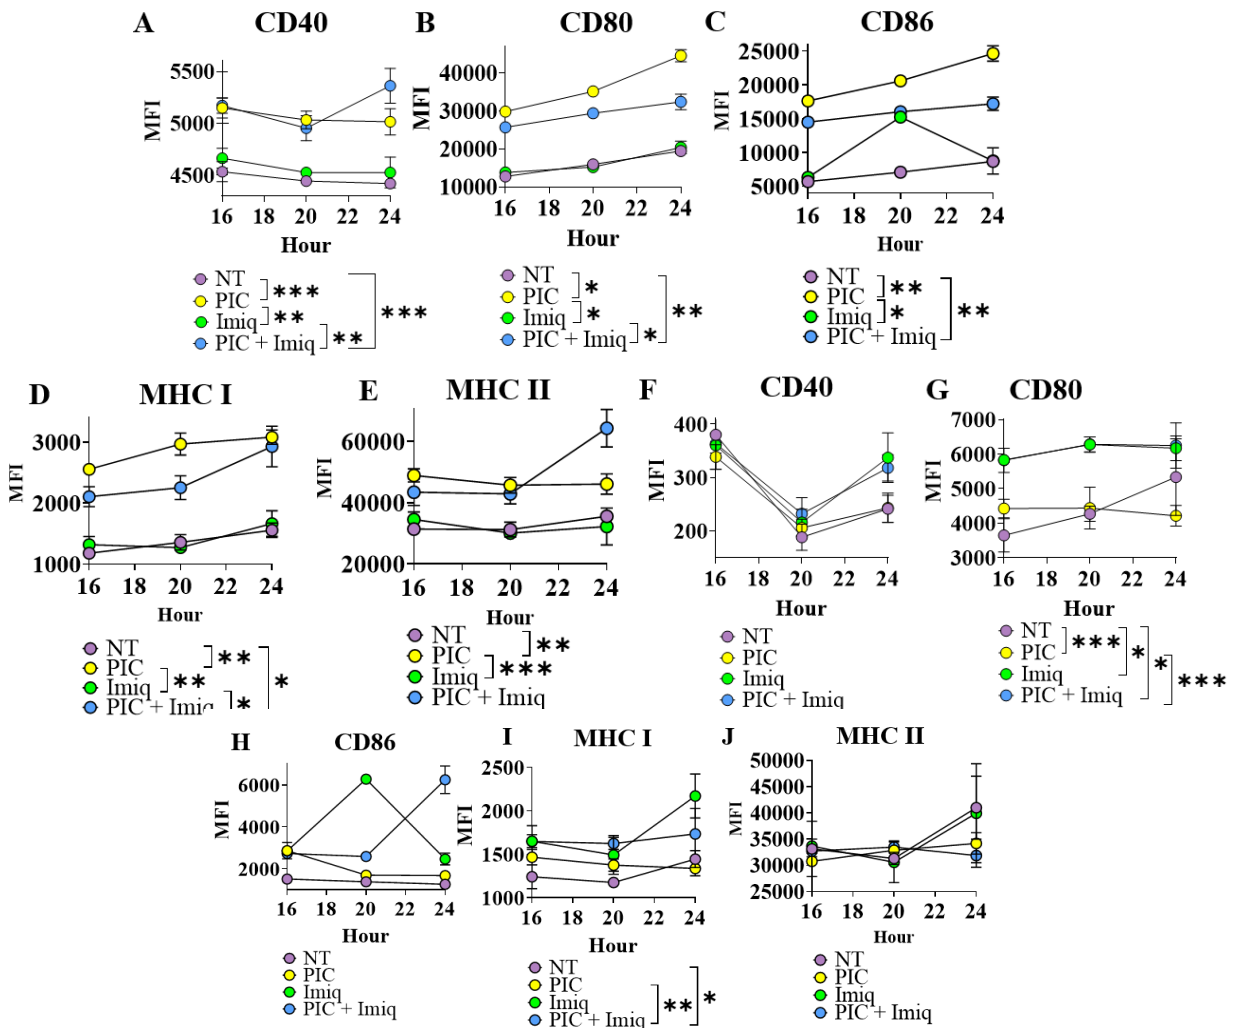 A CD40
5500
5000
4500
MFI
16 18 20 22 24
Hour
NT
PIC
Imiq
PIC + Imiq
***
**
**
***
B CD80
40000
30000
20000
10000
MFI
16 18 20 22 24
Hour
NT
PIC
Imiq
PIC + Imiq
*
*
*
**
C CD86
25000
20000
15000
10000
5000
MFI
16 18 20 22 24
Hour
NT
PIC
Imiq
PIC + Imiq
**
*
**
D MHC I
3000
2000
1000
MFI
16 18 20 22 24
Hour
NT
PIC
Imiq
PIC + Imiq
**
**
*
*
E MHC II
60000
40000
20000
MFI
16 18 20 22 24
Hour
NT
PIC
Imiq
PIC + Imiq
**
***
F CD40
400
300
200
MFI
16 18 20 22 24
Hour
NT
PIC
Imiq
PIC + Imiq
G CD80
7000
6000
5000
4000
3000
MFI
16 18 20 22 24
Hour
NT
PIC
Imiq
PIC + Imiq
***
*
*
***
H CD86
6000
4000
2000
MFI
16 18 20 22 24
Hour
NT
PIC
Imiq
PIC + Imiq
I MHC I
2500
2000
1500
1000
MFI
16 18 20 22 24
Hour
NT
PIC
Imiq
PIC + Imiq
**
*
J MHC II
50000
45000
40000
35000
30000
25000
MFI
16 18 20 22 24
Hour
NT
PIC
Imiq
PIC + Imiq